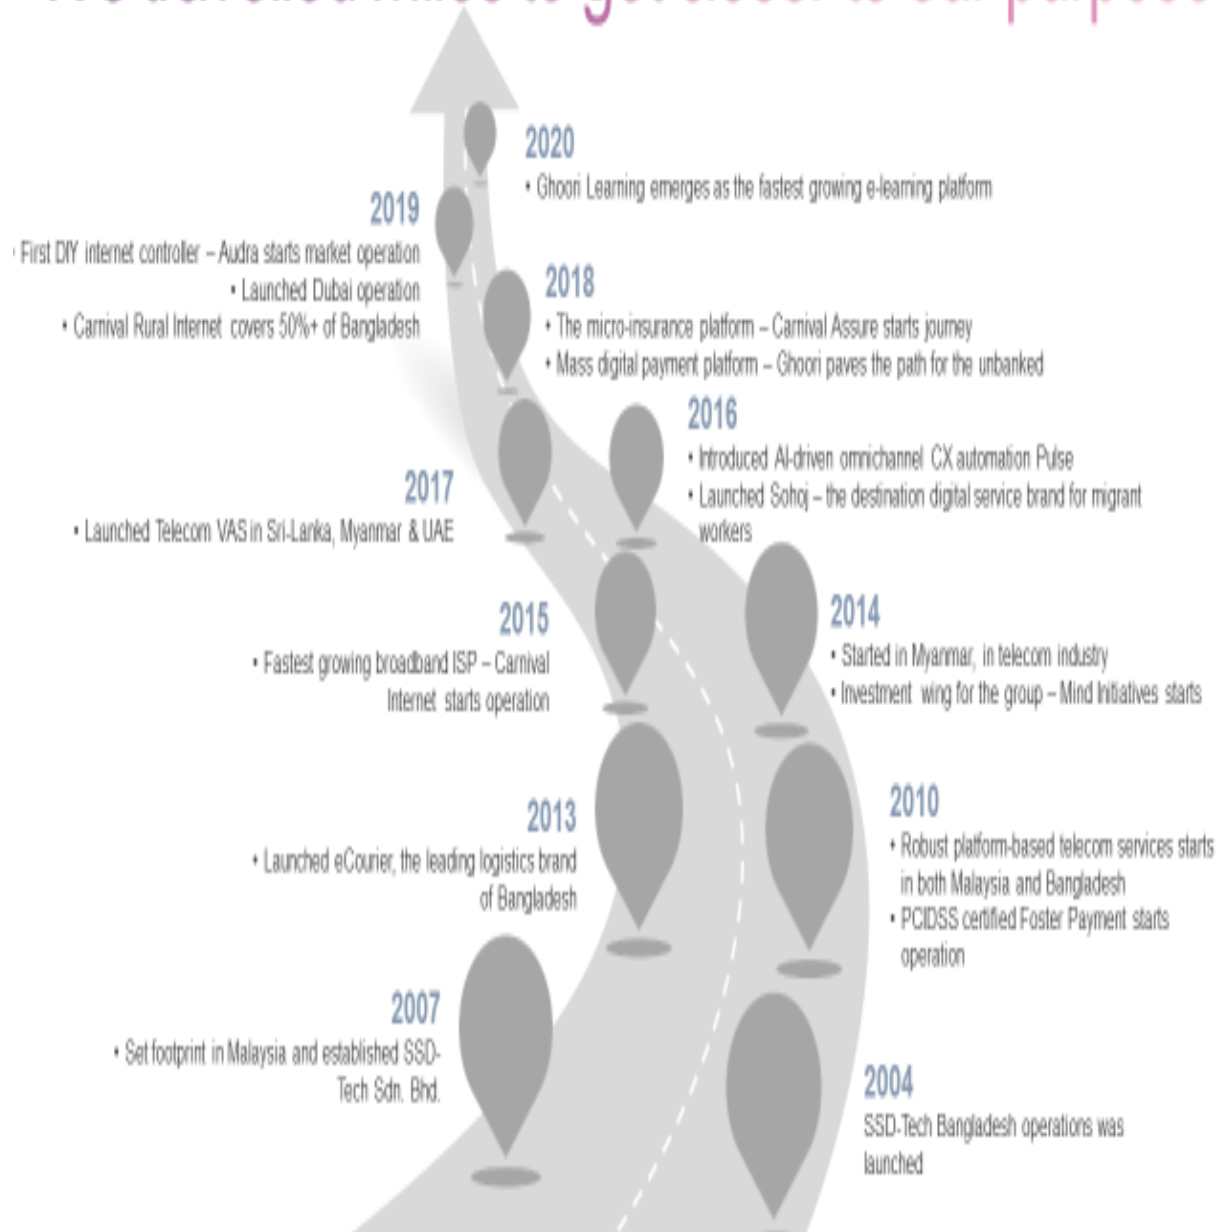 to get closer to our purpose
2020
• Ghoori Learning emerges as the fastest growing e-learning platform
2019
• First DIY internet controller – Audra starts market operation
• Launched Dubai operation
• Carnival Rural Internet covers 50%+ of Bangladesh
2018
• The micro-insurance platform – Carnival Assure starts journey
• Mass digital payment platform – Ghoori paves the path for the unbanked
2016
• Introduced AI-driven omnichannel CX automation Pulse
• Launched Sohoj – the destination digital service brand for migrant
workers
2017
• Launched Telecom VAS in Sri-Lanka, Myanmar & UAE
2015
• Fastest growing broadband ISP – Carnival
Internet starts operation
2014
• Started in Myanmar, in telecom industry
• Investment wing for the group – Mind Initiatives starts
2013
• Launched eCourier, the leading logistics brand
of Bangladesh
2010
• Robust platform-based telecom services starts
in both Malaysia and Bangladesh
• PCIDSS certified Foster Payment starts
operation
2007
• Set footprint in Malaysia and established SSD-
Tech Sdn. Bhd.
2004
SSD-Tech Bangladesh operations was
launched